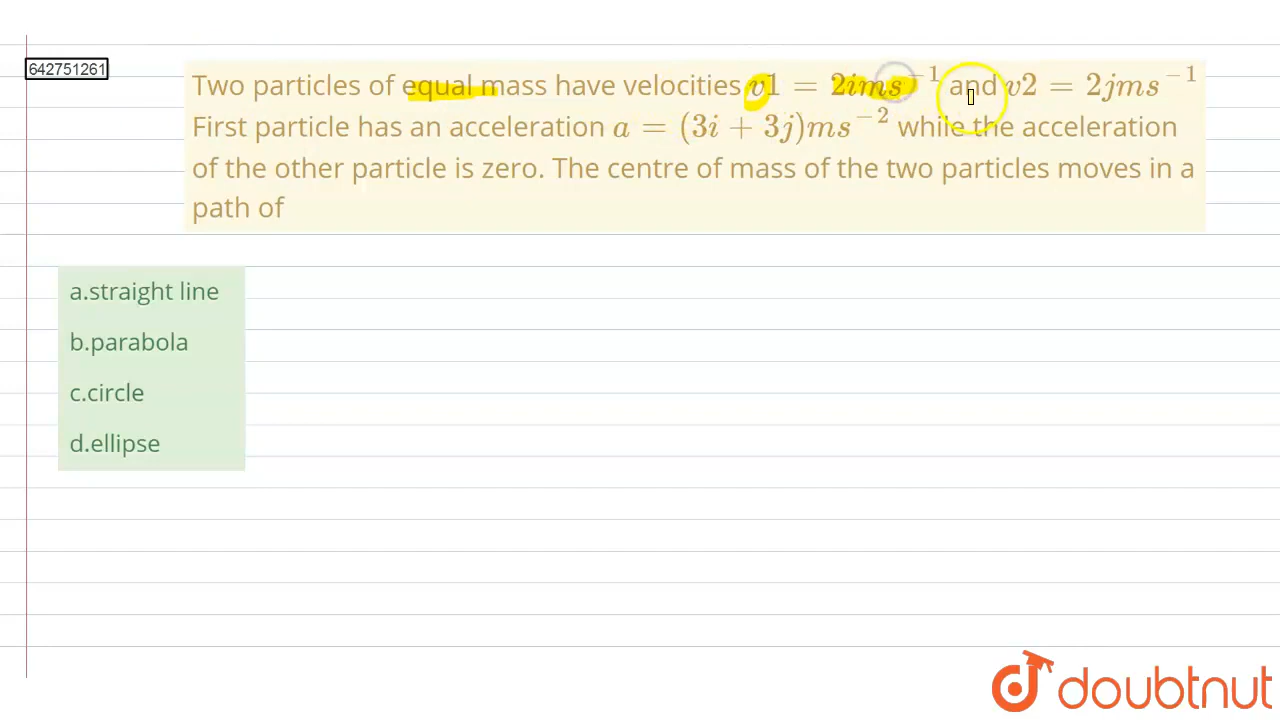 642751261
Two particles of equal mass have velocities v1 = 2ims⁻¹ and v2 = 2jms⁻¹
First particle has an acceleration a = (3i + 3j)ms⁻² while the acceleration
of the other particle is zero. The centre of mass of the two particles moves in a
path of
a.straight line
b.parabola
c.circle
d.ellipse
doubtnut